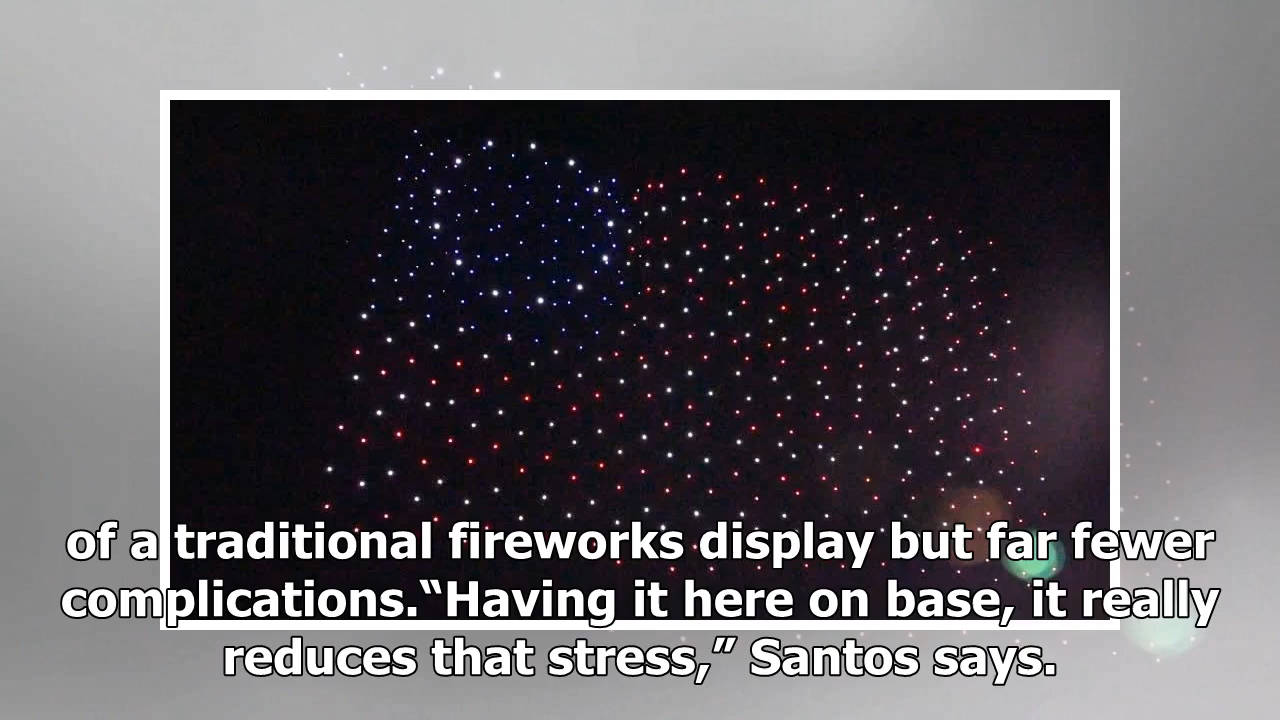 of a traditional fireworks display but far fewer
complications.“Having it here on base, it really
reduces that stress,” Santos says.